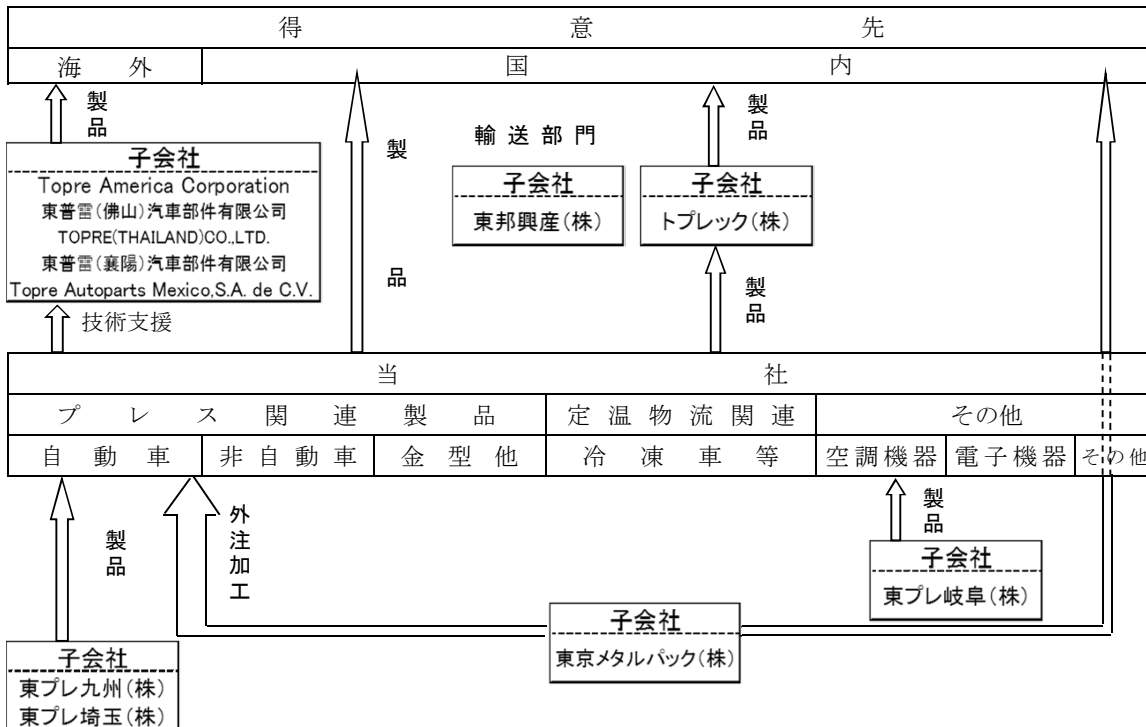 得意先
海外
国内
製品
製品
製品
輸送部門
子会社
Topre America Corporation
東普雷(佛山)汽車部件有限公司
TOPRE(THAILAND)CO.,LTD.
東普雷(襄陽)汽車部件有限公司
Topre Autoparts Mexico,S.A. de C.V.
子会社
東邦興産(株)
子会社
トプレック(株)
製品
技術支援
当社
プレス関連製品
定温物流関連
その他
自動車
非自動車
金型他
冷凍車等
空調機器
電子機器
その他
製品
外注加工
製品
子会社
東プレ岐阜(株)
子会社
東京メタルパック(株)
子会社
東プレ九州(株)
東プレ埼玉(株)